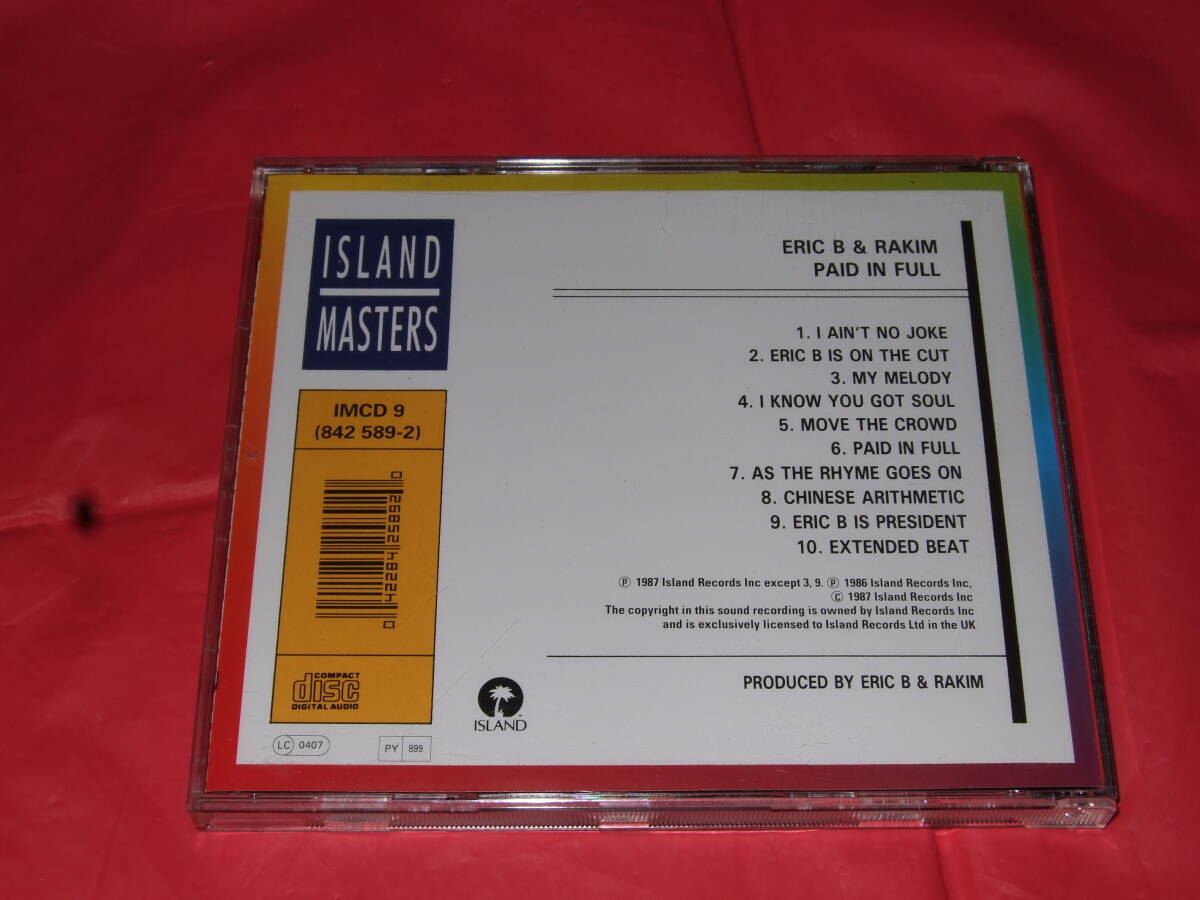 ISLAND
MASTERS
IMCD 9
(842 589-2)
0 42284 25892 0
COMPACT
disc
DIGITAL AUDIO
LC 0407
PY 899
ISLAND
ERIC B & RAKIM
PAID IN FULL
1. I AIN'T NO JOKE
2. ERIC B IS ON THE CUT
3. MY MELODY
4. I KNOW YOU GOT SOUL
5. MOVE THE CROWD
6. PAID IN FULL
7. AS THE RHYME GOES ON
8. CHINESE ARITHMETIC
9. ERIC B IS PRESIDENT
10. EXTENDED BEAT
℗ 1987 Island Records Inc except 3, 9. ℗ 1986 Island Records Inc,
© 1987 Island Records Inc
The copyright in this sound recording is owned by Island Records Inc
and is exclusively licensed to Island Records Ltd in the UK
PRODUCED BY ERIC B & RAKIM